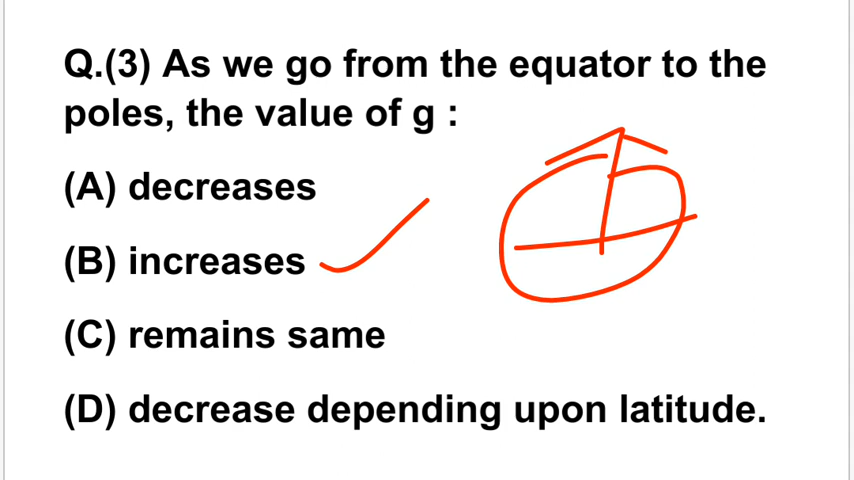 Q.(3) As we go from the equator to the
poles, the value of g :
(A) decreases
(B) increases
(C) remains same
(D) decrease depending upon latitude.